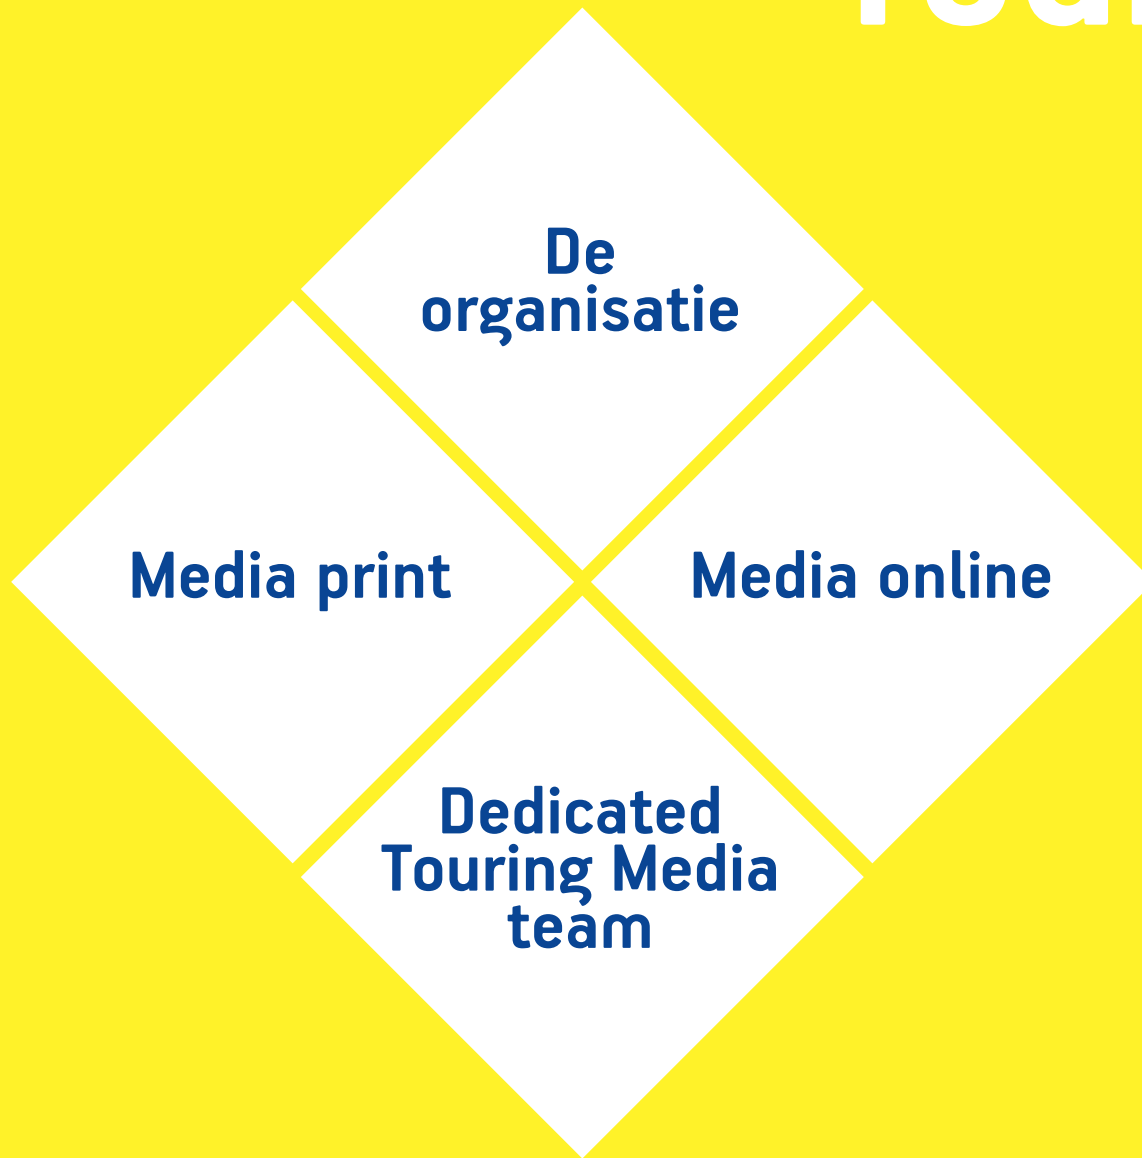 De
organisatie
Media print
Media online
Dedicated
Touring Media
team